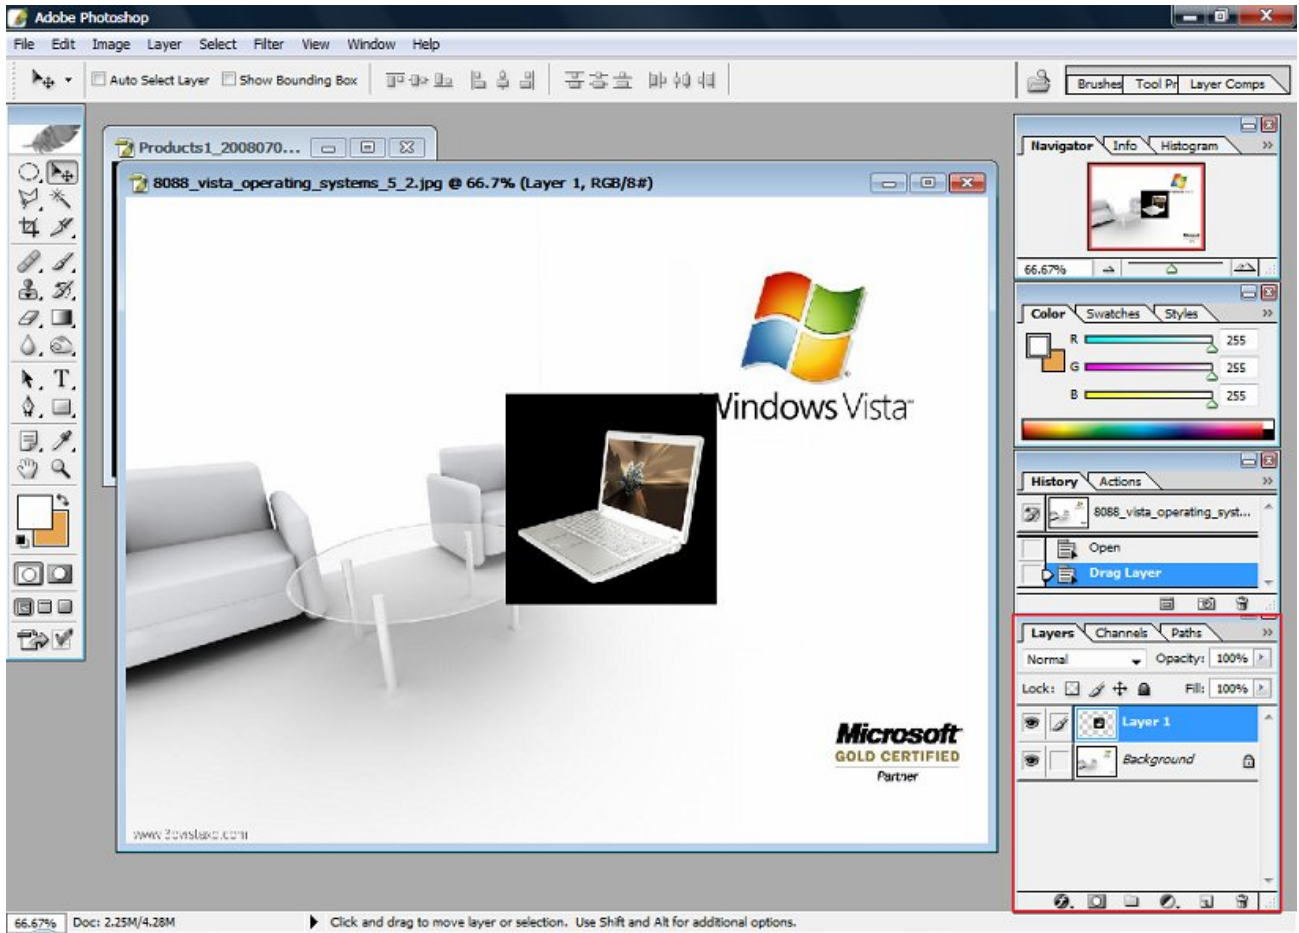 Adobe Photoshop
File Edit Image Layer Select Filter View Window Help
Auto Select Layer Show Bounding Box
Brushes Tool Pr Layer Comps
Products1_2008070...
8088_vista_operating_systems_5_2.jpg @ 66.7% (Layer 1, RGB/8#)
Windows Vista
Microsoft
GOLD CERTIFIED
Partner
Navigator Info Histogram
66.67%
Color Swatches Styles
R 255
G 255
B 255
History Actions
8088_vista_operating_syst...
Open
Drag Layer
Layers Channels Paths
Normal Opacity: 100%
Lock: Fill: 100%
Layer 1
Background
66.67% Doc: 2.25M/4.28M Click and drag to move layer or selection. Use Shift and Alt for additional options.